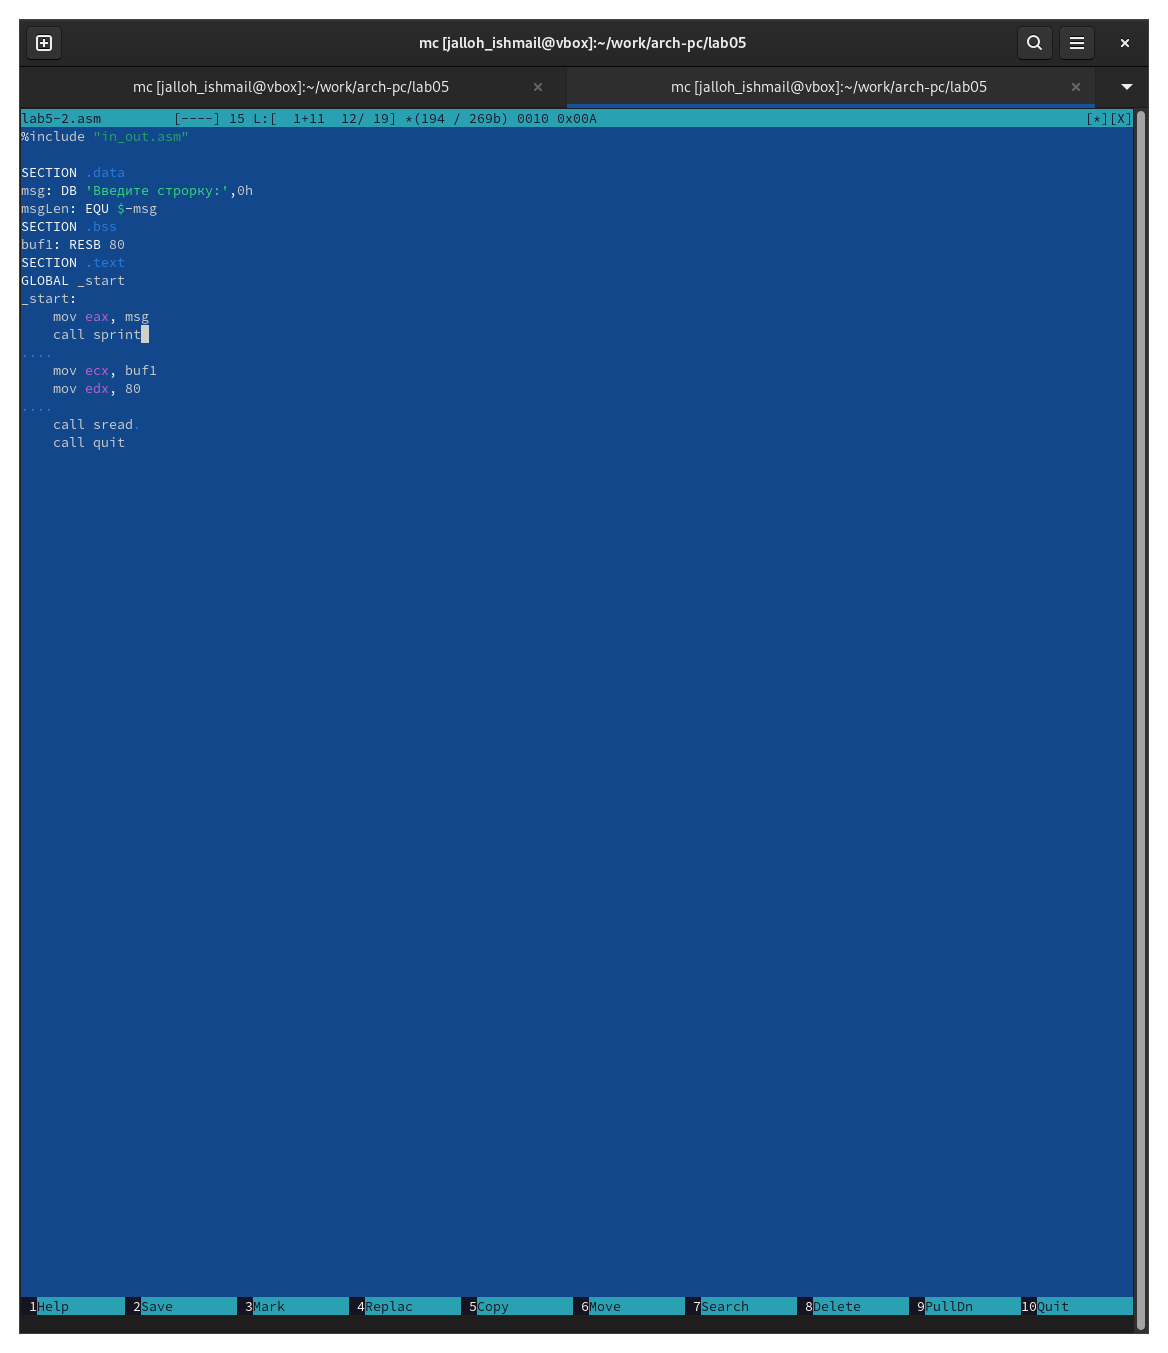 mc [jalloh_ishmail@vbox]:~/work/arch-pc/lab05
mc [jalloh_ishmail@vbox]:~/work/arch-pc/lab05 × mc [jalloh_ishmail@vbox]:~/work/arch-pc/lab05 ×
lab5-2.asm [----] 15 L:[ 1+11 12/ 19] *(194 / 269b) 0010 0x00A [*][X]
%include "in_out.asm"
SECTION .data
msg: DB 'Введите строрку:',0h
msgLen: EQU $-msg
SECTION .bss
buf1: RESB 80
SECTION .text
GLOBAL _start
_start:
mov eax, msg
call sprint
....
mov ecx, buf1
mov edx, 80
....
call sread.
call quit
1Help 2Save 3Mark 4Replac 5Copy 6Move 7Search 8Delete 9PullDn 10Quit